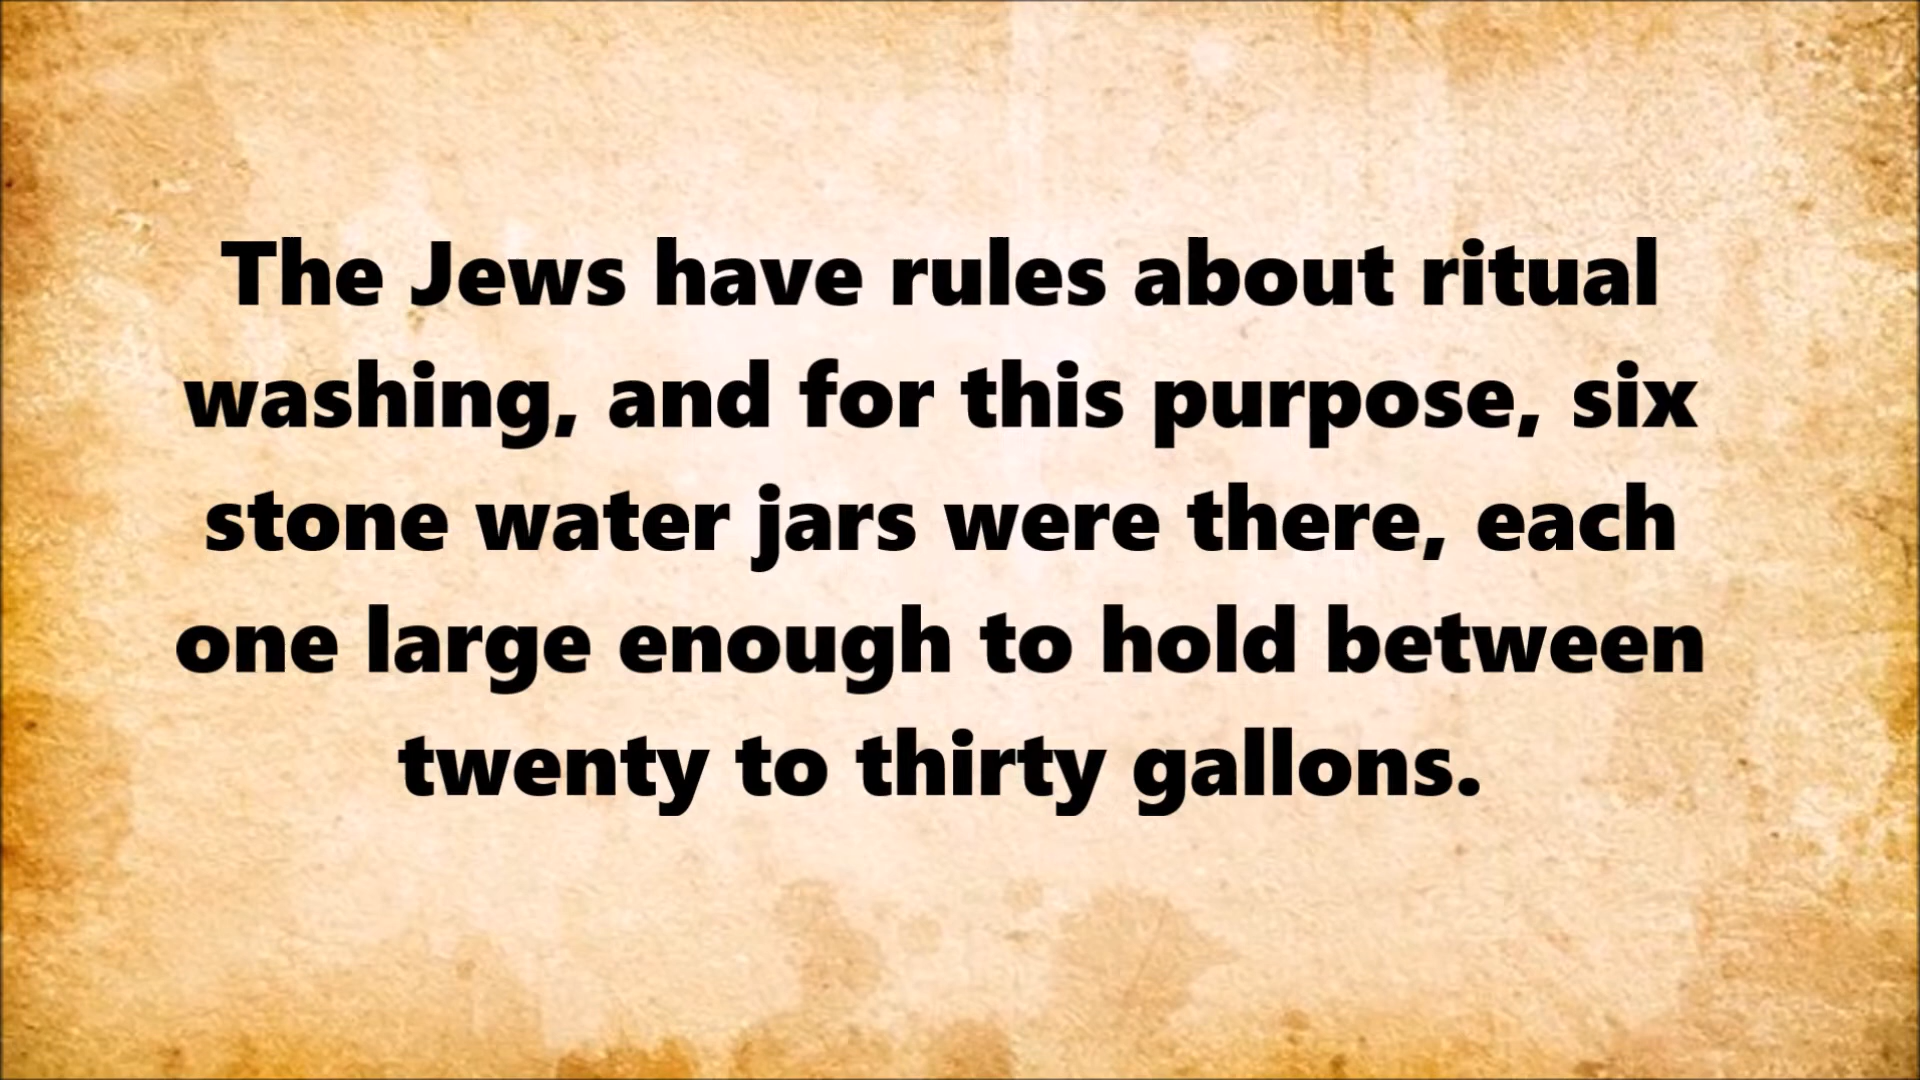 The Jews have rules about ritual
washing, and for this purpose, six
stone water jars were there, each
one large enough to hold between
twenty to thirty gallons.